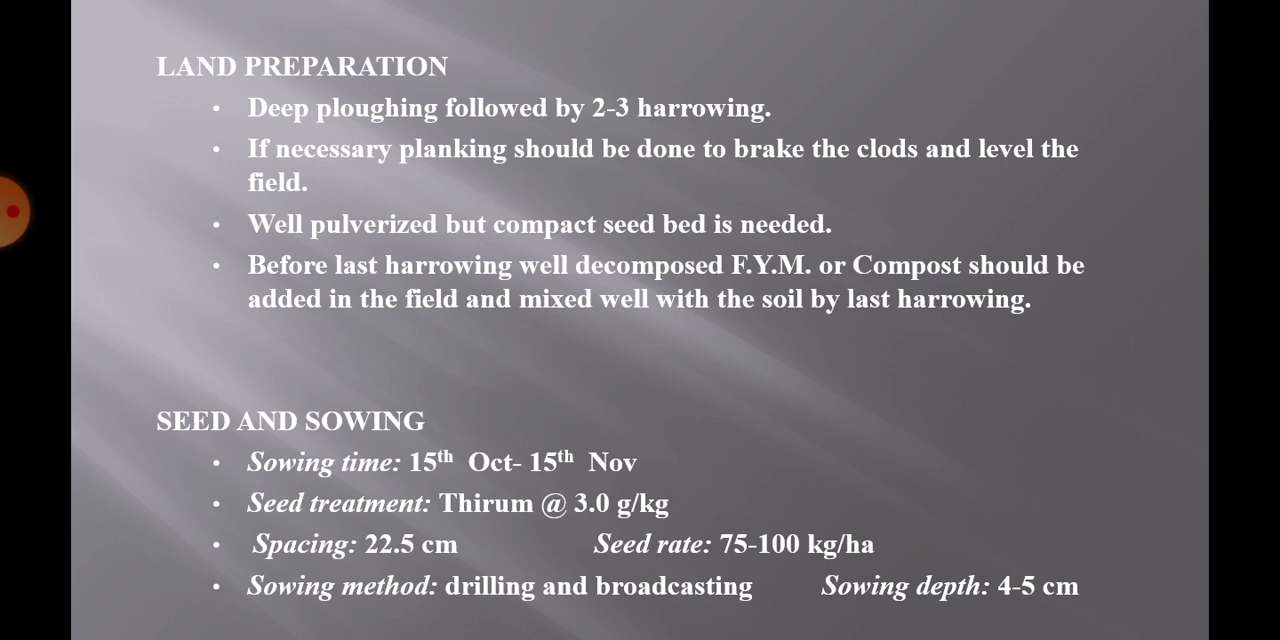 LAND PREPARATION
• Deep ploughing followed by 2-3 harrowing.
• If necessary planking should be done to brake the clods and level the
field.
• Well pulverized but compact seed bed is needed.
• Before last harrowing well decomposed F.Y.M. or Compost should be
added in the field and mixed well with the soil by last harrowing.
SEED AND SOWING
• Sowing time: 15th Oct- 15th Nov
• Seed treatment: Thirum @ 3.0 g/kg
• Spacing: 22.5 cm Seed rate: 75-100 kg/ha
• Sowing method: drilling and broadcasting Sowing depth: 4-5 cm